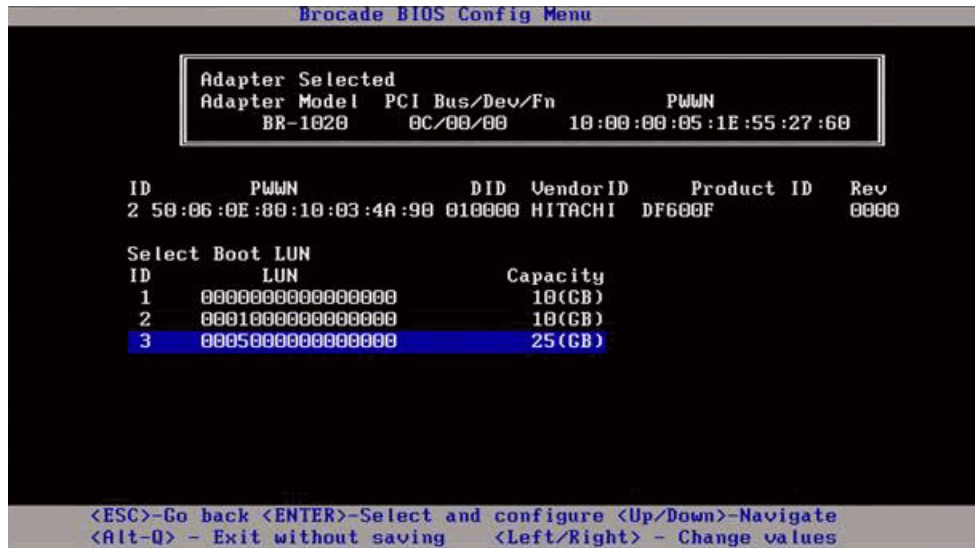 Brocade BIOS Config Menu
Adapter Selected
Adapter Model PCI Bus/Dev/Fn PWWN
BR-1020 0C/00/00 10:00:00:05:1E:55:27:60
ID PWWN DID VendorID Product ID Rev
2 50:06:0E:80:10:03:4A:90 010000 HITACHI DF600F 0000
Select Boot LUN
ID LUN Capacity
1 0000000000000000 10(GB)
2 0001000000000000 10(GB)
3 0005000000000000 25(GB)
<ESC>-Go back <ENTER>-Select and configure <Up/Down>-Navigate
<Alt-Q> - Exit without saving <Left/Right> - Change values